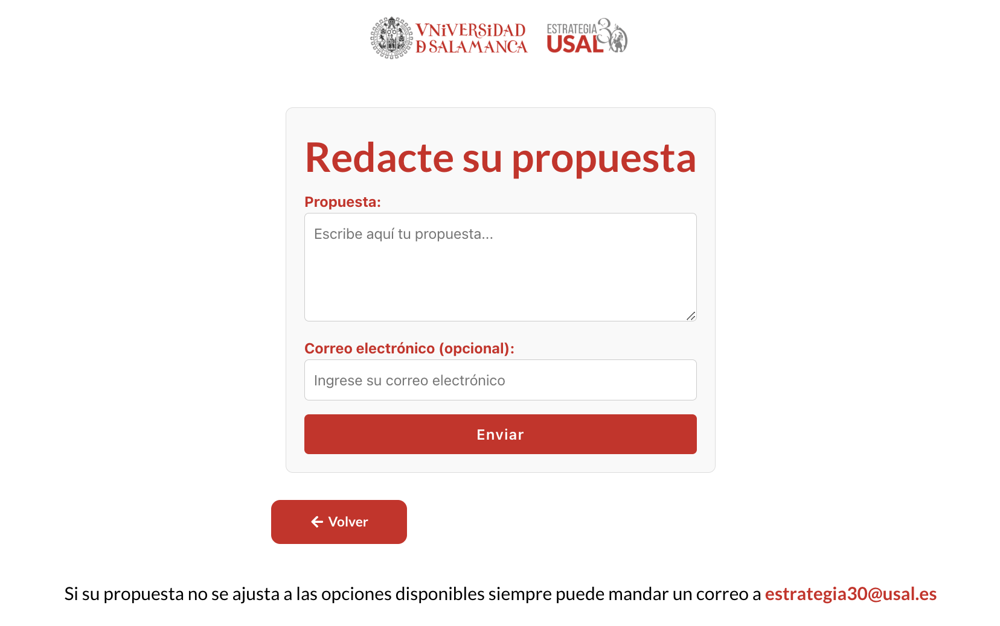 VNiVERSiDAD
ESTRATEGIA 30
D SALAMANCA
USAL
Redacte su propuesta
Propuesta:
Escribe aquí tu propuesta...
Correo electrónico (opcional):
Ingrese su correo electrónico
Enviar
Volver
Si su propuesta no se ajusta a las opciones disponibles siempre puede mandar un correo a estrategia30@usal.es